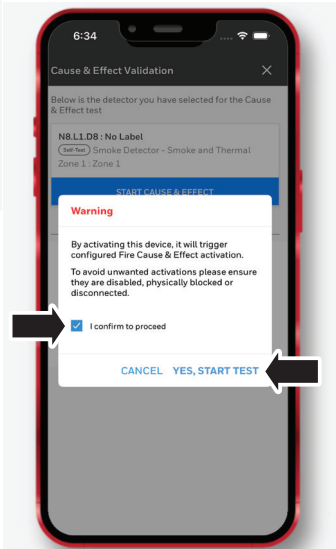 6:34
Cause & Effect Validation
Below is the detector you have selected for the Cause
& Effect test
N8.L1.D8 : No Label
Self-Test Smoke Detector – Smoke and Thermal
Zone 1 : Zone 1
START CAUSE & EFFECT
Warning
By activating this device, it will trigger
configured Fire Cause & Effect activation.
To avoid unwanted activations please ensure
they are disabled, physically blocked or
disconnected.
I confirm to proceed
CANCEL YES, START TEST